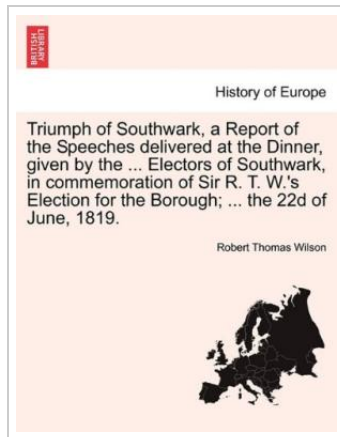 BRITISH
LIBRARY
History of Europe
Triumph of Southwark, a Report of
the Speeches delivered at the Dinner,
given by the ... Electors of Southwark,
in commemoration of Sir R. T. W.'s
Election for the Borough; ... the 22d of
June, 1819.
Robert Thomas Wilson